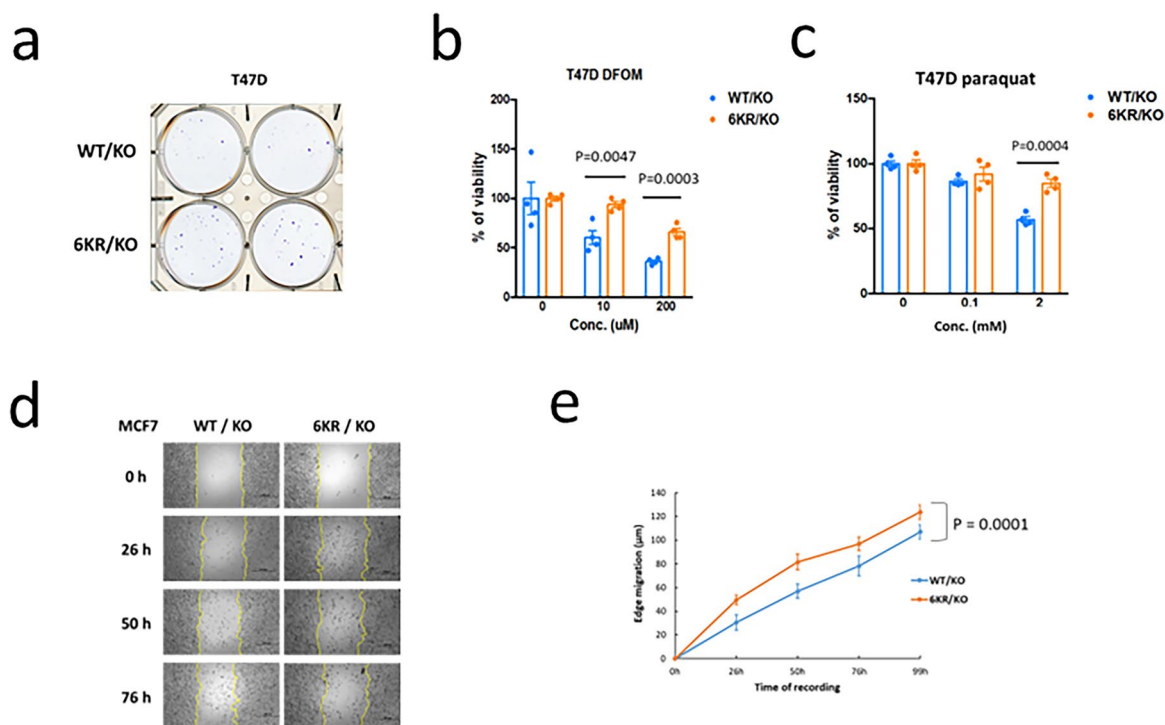 a
T47D
WT/KO
6KR/KO
b
T47D DFOM
WT/KO
6KR/KO
% of viability
200
150
100
50
0
P=0.0047
P=0.0003
0 10 200
Conc. (uM)
c
T47D paraquat
WT/KO
6KR/KO
% of viability
150
100
50
0
P=0.0004
0 0.1 2
Conc. (mM)
d
MCF7 WT / KO 6KR / KO
0 h
26 h
50 h
76 h
e
Edge migration (µm)
140
120
100
80
60
40
20
0
P = 0.0001
WT/KO
6KR/KO
0h 26h 50h 76h 99h
Time of recording